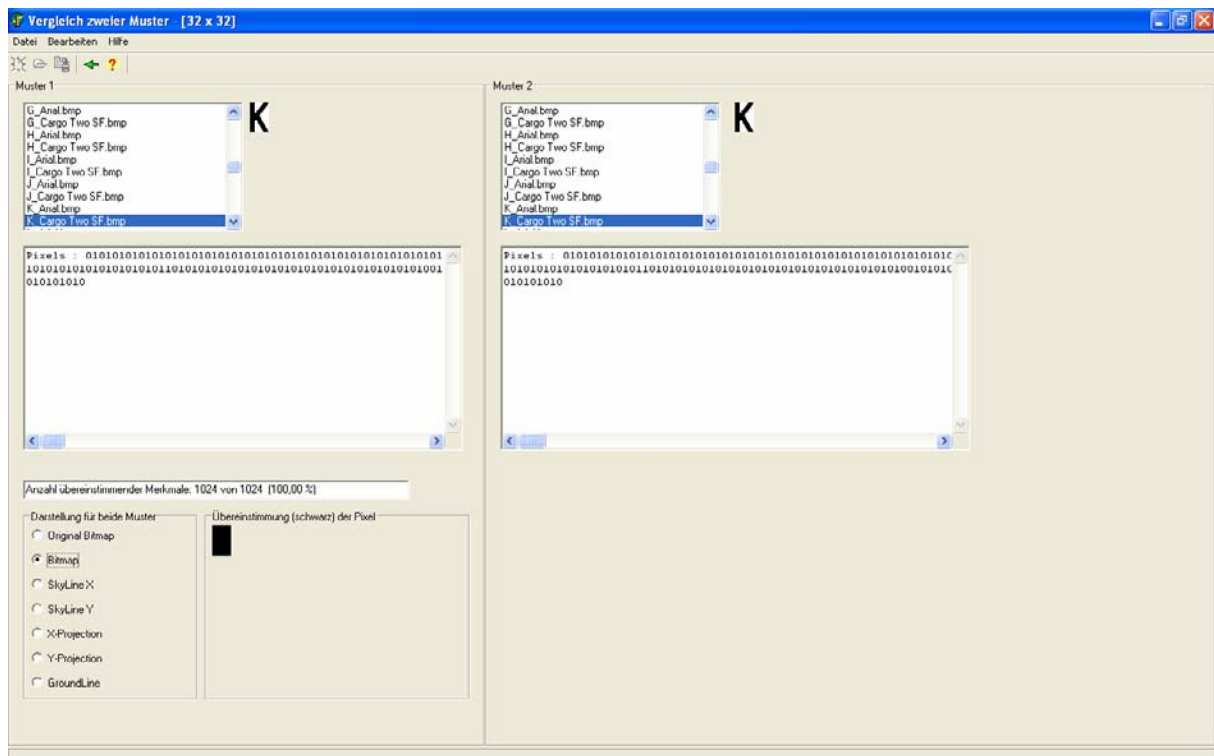 Vergleich zweier Muster - [32 x 32]
Datei Bearbeiten Hilfe
Muster 1
G_Arial.bmp
G_Cargo Two SF.bmp
H_Arial.bmp
H_Cargo Two SF.bmp
I_Arial.bmp
I_Cargo Two SF.bmp
J_Arial.bmp
J_Cargo Two SF.bmp
K_Arial.bmp
K_Cargo Two SF.bmp
K
Pixels :
010101010
Anzahl übereinstimmender Merkmale: 1024 von 1024 (100,00 %)
Darstellung für beide Muster
Original Bitmap
Bitmap
SkyLine X
SkyLine Y
X-Projection
Y-Projection
GroundLine
Übereinstimmung (schwarz) der Pixel
Muster 2
G_Arial.bmp
G_Cargo Two SF.bmp
H_Arial.bmp
H_Cargo Two SF.bmp
I_Arial.bmp
I_Cargo Two SF.bmp
J_Arial.bmp
J_Cargo Two SF.bmp
K_Arial.bmp
K_Cargo Two SF.bmp
K
Pixels :
010101010